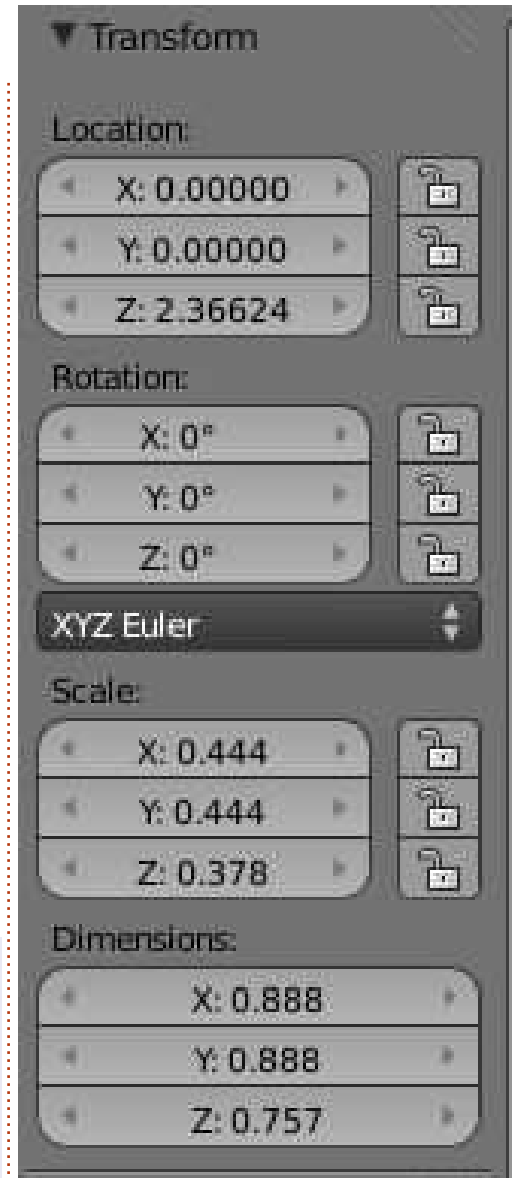 Transform
Location:
X: 0.00000
Y: 0.00000
Z: 2.36624
Rotation:
X: 0°
Y: 0°
Z: 0°
XYZ Euler
Scale:
X: 0.444
Y: 0.444
Z: 0.378
Dimensions:
X: 0.888
Y: 0.888
Z: 0.757